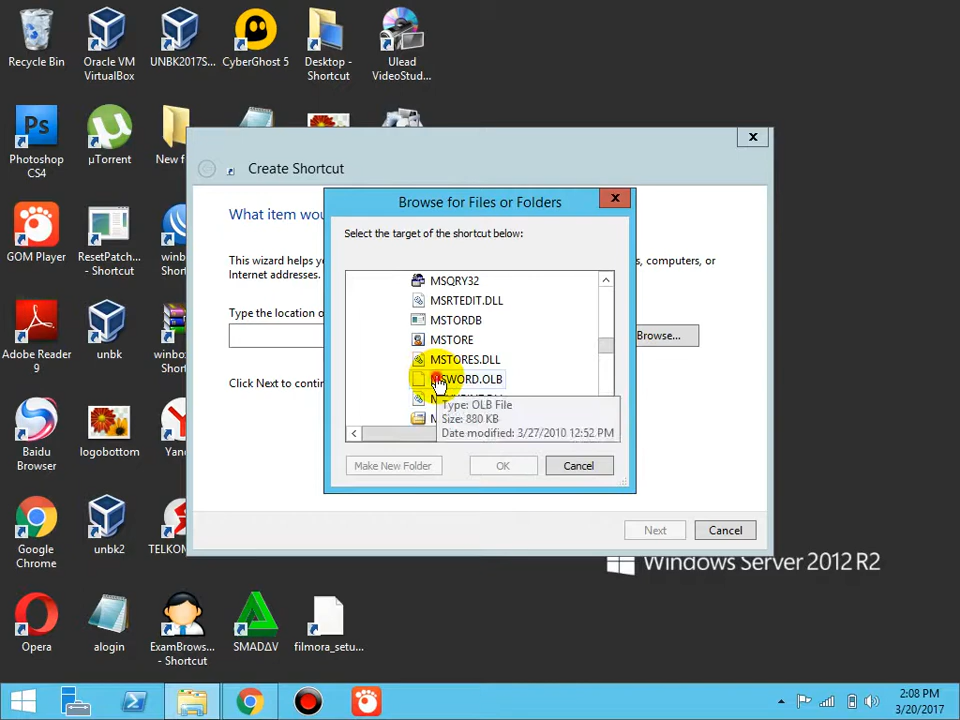 Recycle Bin
Oracle VM
VirtualBox
UNBK2017S...
CyberGhost 5
Desktop -
Shortcut
Ulead
VideoStud...
Photoshop
CS4
µTorrent
New f
GOM Player
ResetPatch...
- Shortcut
winb
Shor
Adobe Reader
9
unbk
winbox
Short
Baidu
Browser
logobottom
Yan
Google
Chrome
unbk2
TELKOM
Opera
alogin
ExamBrows...
- Shortcut
SMADΔV
filmora_setu...
Create Shortcut
What item wou
This wizard helps y
s, computers, or
Internet addresses.
Type the location o
Browse...
Click Next to contin
Next
Cancel
Browse for Files or Folders
Select the target of the shortcut below:
MSQRY32
MSRTEDIT.DLL
MSTORDB
MSTORE
MSTORES.DLL
MSWORD.OLB
Type: OLB File
Size: 880 KB
Date modified: 3/27/2010 12:52 PM
Make New Folder
OK
Cancel
Windows Server 2012 R2
2:08 PM
3/20/2017